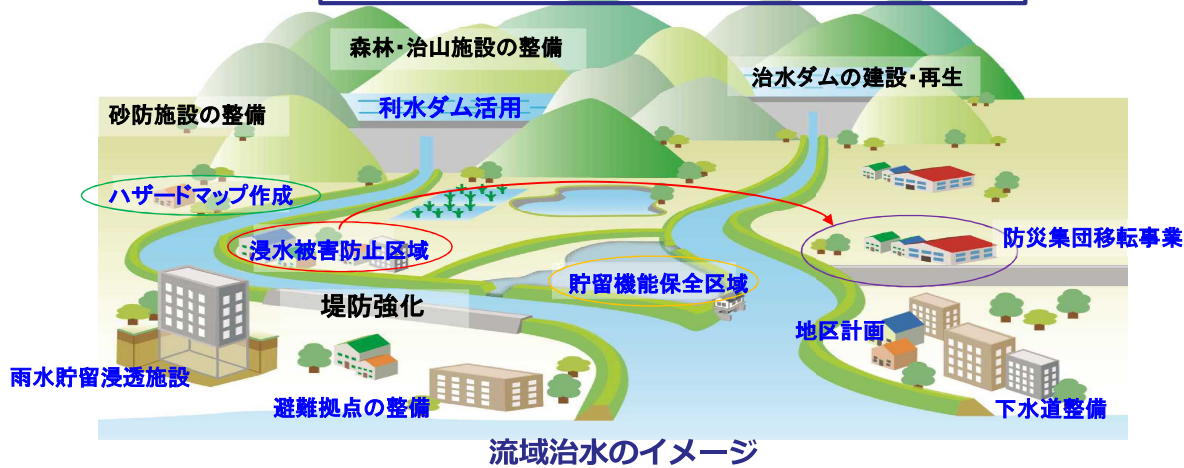 森林・治山施設の整備
治水ダムの建設・再生
利水ダム活用
砂防施設の整備
ハザードマップ作成
浸水被害防止区域
防災集団移転事業
貯留機能保全区域
堤防強化
地区計画
雨水貯留浸透施設
避難拠点の整備
下水道整備
流域治水のイメージ